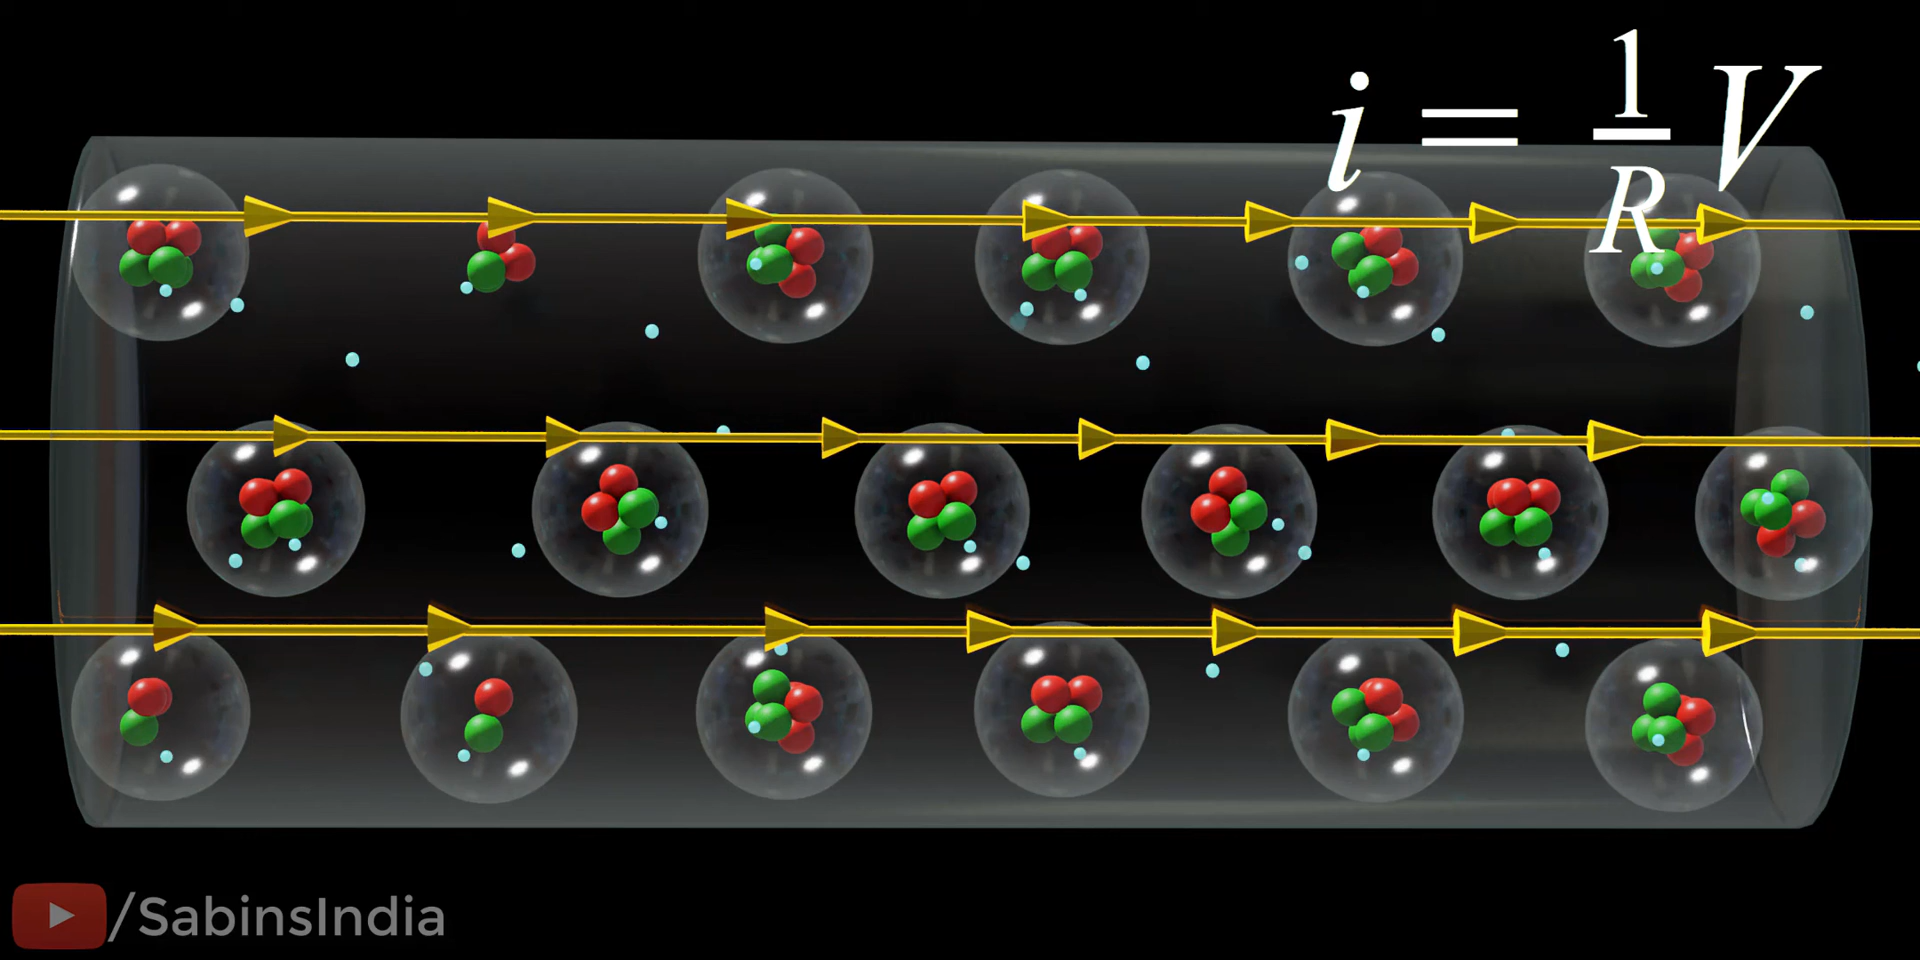 i = 1/R V
/SabinsIndia